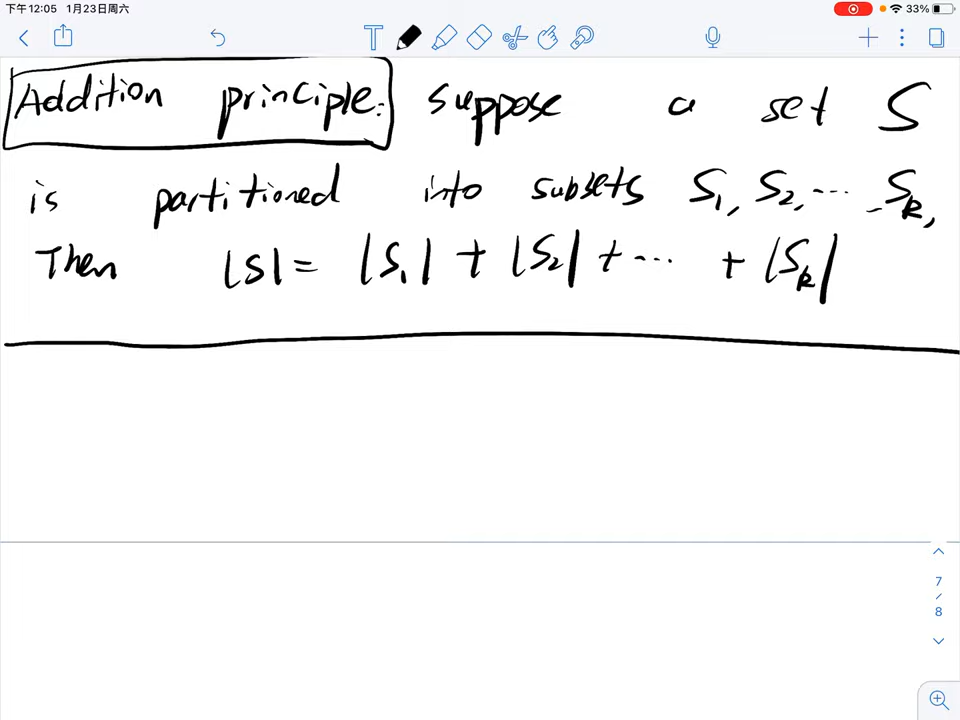 下午12:05 1月23日周六 33%
Addition principle: suppose a set S
is partitioned into subsets S₁, S₂, ... , Sₖ,
Then |S| = |S₁| + |S₂| + ... + |Sₖ|
7
/
8